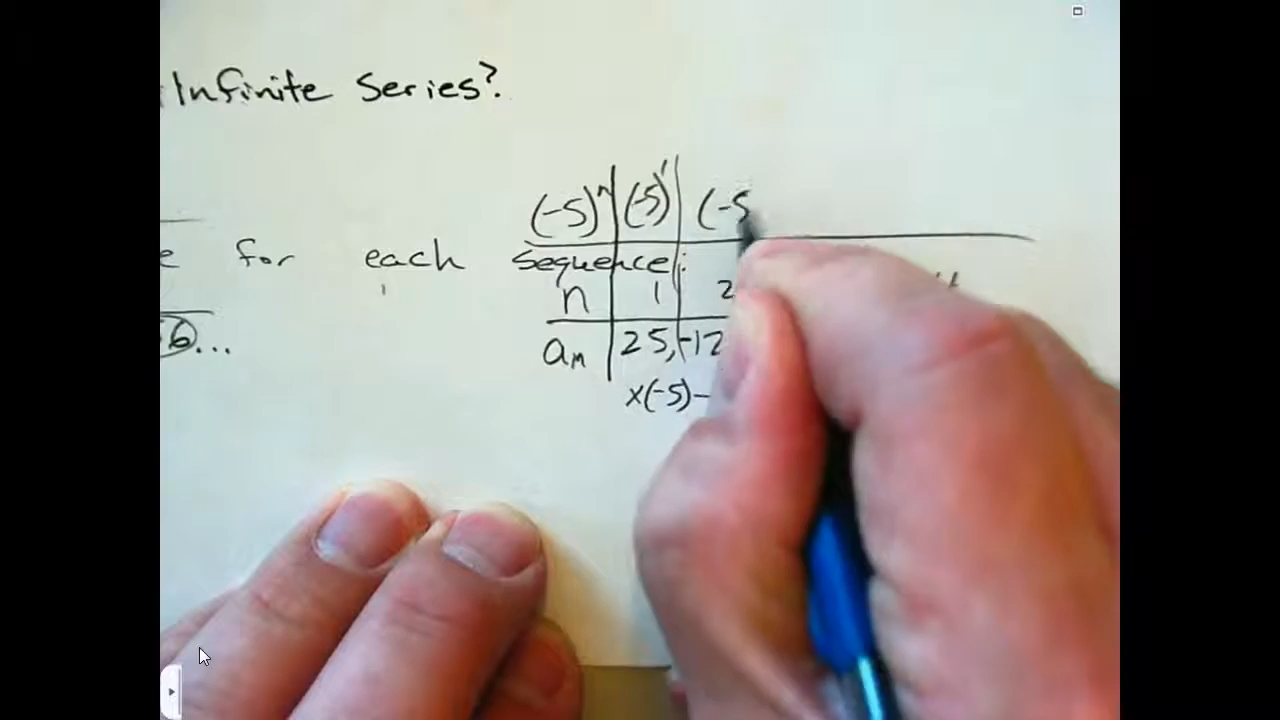 Infinite Series?
(-5)ⁿ (-5)¹ (-5
for each sequence:
n 1 2
aₙ 25, -12
6...
x(-5)-